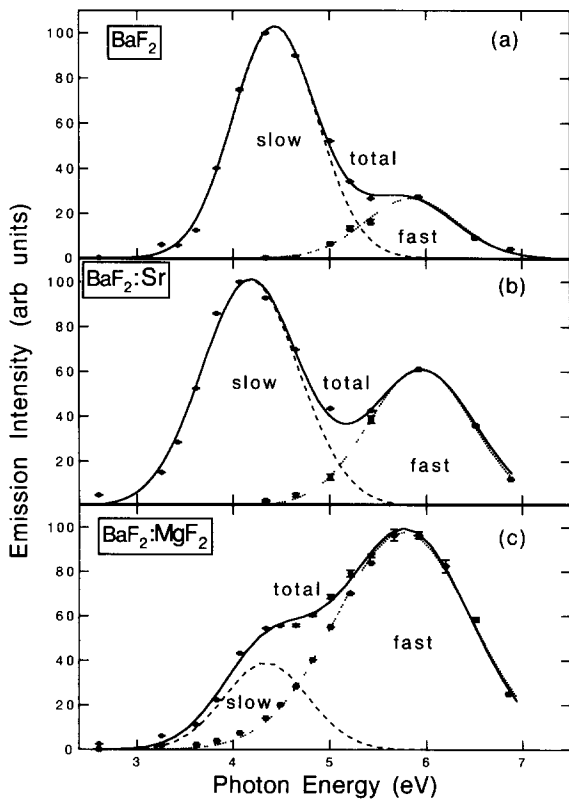 BaF2
(a)
100
80
60
40
20
0
slow
total
fast
BaF2:Sr
(b)
100
80
60
40
20
slow
total
fast
BaF2:MgF2
(c)
100
80
60
40
20
0
total
slow
fast
3 4 5 6 7
Photon Energy (eV)
Emission Intensity (arb units)